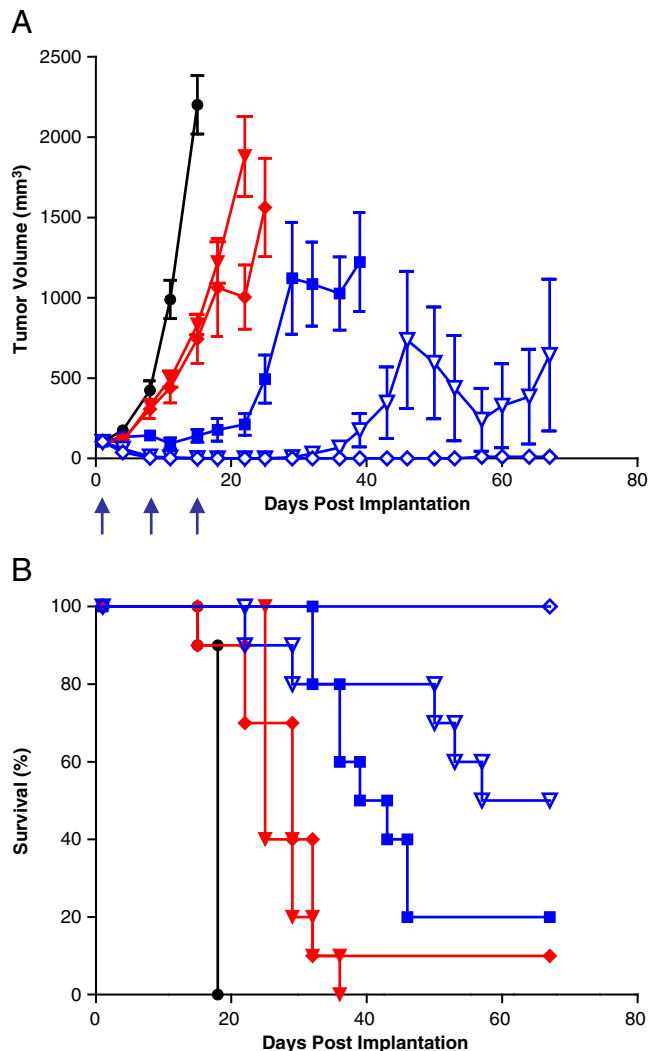 A
2500
2000
1500
1000
500
0
Tumor Volume (mm³)
0 20 40 60 80
Days Post Implantation
B
100
80
60
40
20
0
Survival (%)
0 20 40 60 80
Days Post Implantation